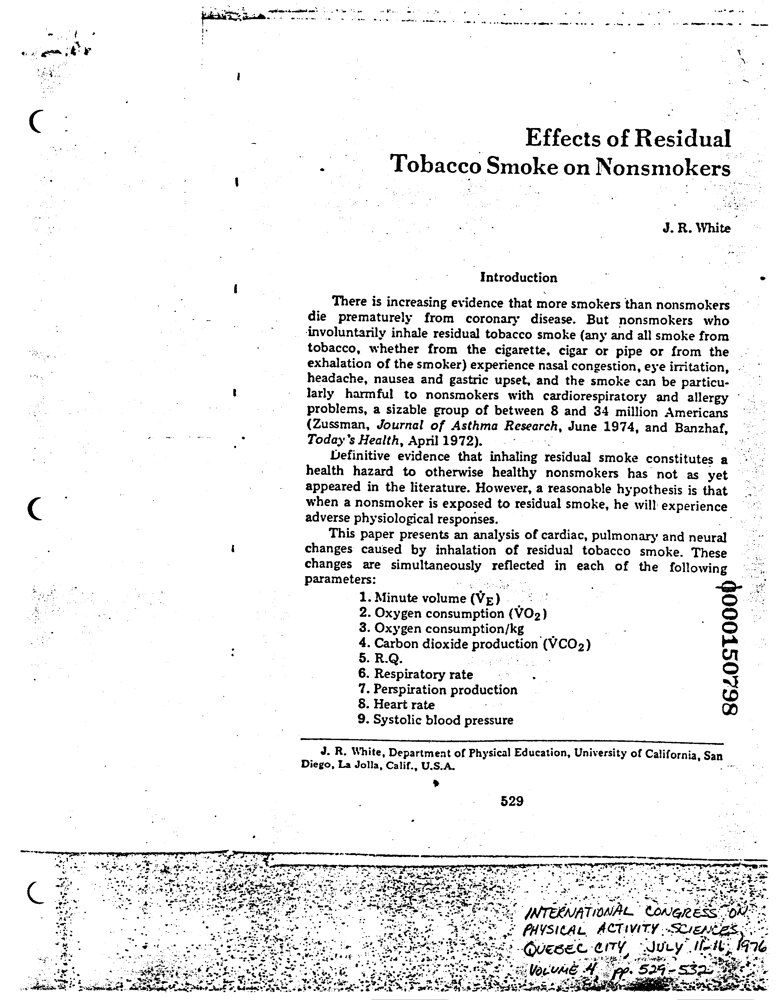 Effects of Residual
Tobacco Smoke on Nonsmokers
J. R. White
Introduction
There is increasing evidence that more smokers than nonsmokers
die prematurely from coronary disease. But nonsmokers who
involuntarily inhale residual tobacco smoke (any and all smoke from
tobacco, whether from the cigarette, cigar or pipe or from the
exhalation of the smoker) experience nasal congestion, eye irritation,
headache, nausea and gastric upset, and the smoke can be particu-
larly harmful to nonsmokers with cardiorespiratory and allergy
problems, a sizable group of between 8 and 34 million Americans
(Zussman, Journal of Asthma Research, June 1974, and Banzhaf,
Today's Health, April 1972).
Definitive evidence that inhaling residual smoke constitutes a
health hazard to otherwise healthy nonsmokers has not as yet
appeared in the literature. However, a reasonable hypothesis is that
when a nonsmoker is exposed to residual smoke, he will experience
adverse physiological responses.
This paper presents an analysis of cardiac, pulmonary and neural
changes caused by inhalation of residual tobacco smoke. These
changes are simultaneously reflected in each of the following
parameters:
1. Minute volume (V̇E)
2. Oxygen consumption (V̇O₂)
3. Oxygen consumption/kg
4. Carbon dioxide production (V̇CO₂)
5. R.Q.
6. Respiratory rate
7. Perspiration production
8. Heart rate
9. Systolic blood pressure
J. R. White, Department of Physical Education, University of California, San
Diego, La Jolla, Calif., U.S.A.
529
0000150798
INTERNATIONAL CONGRESS ON
PHYSICAL ACTIVITY SCIENCES,
QUEBEC CITY, JULY 11-16, 1976
VOLUME 4 pp. 529-532